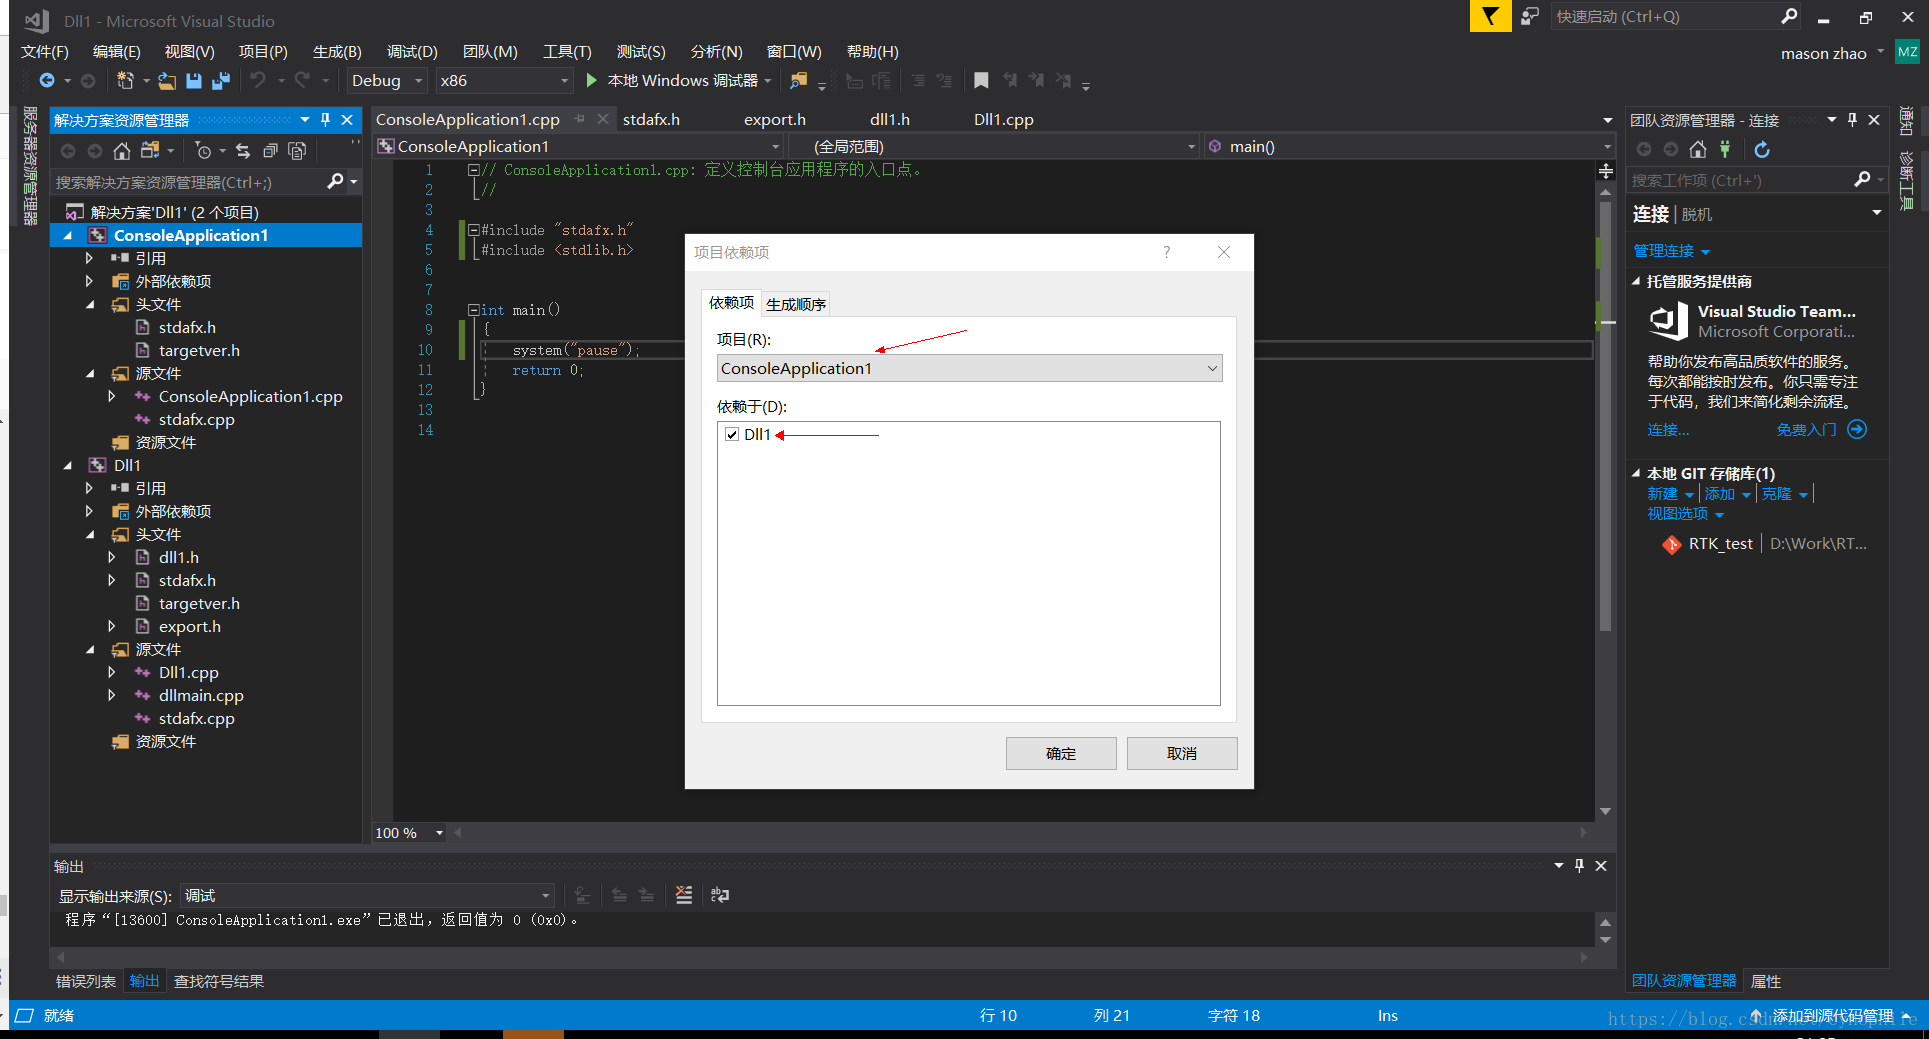 Dll1 - Microsoft Visual Studio
快速启动 (Ctrl+Q)
文件(F) 编辑(E) 视图(V) 项目(P) 生成(B) 调试(D) 团队(M) 工具(T) 测试(S) 分析(N) 窗口(W) 帮助(H)
mason zhao MZ
Debug x86 本地 Windows 调试器
服务器资源管理器
解决方案资源管理器
搜索解决方案资源管理器(Ctrl+;)
解决方案'Dll1' (2 个项目)
ConsoleApplication1
引用
外部依赖项
头文件
stdafx.h
targetver.h
源文件
ConsoleApplication1.cpp
stdafx.cpp
资源文件
Dll1
引用
外部依赖项
头文件
dll1.h
stdafx.h
targetver.h
export.h
源文件
Dll1.cpp
dllmain.cpp
stdafx.cpp
资源文件
ConsoleApplication1.cpp stdafx.h export.h dll1.h Dll1.cpp
ConsoleApplication1 (全局范围) main()
1 // ConsoleApplication1.cpp: 定义控制台应用程序的入口点。
2 //
3
4 #include "stdafx.h"
5 #include <stdlib.h>
6
7
8 int main()
9 {
10 system("pause");
11 return 0;
12 }
13
14
100 %
项目依赖项
?
依赖项 生成顺序
项目(R):
ConsoleApplication1
依赖于(D):
Dll1
确定 取消
团队资源管理器 - 连接
搜索工作项 (Ctrl+')
连接 | 脱机
管理连接
托管服务提供商
Visual Studio Team...
Microsoft Corporati...
帮助你发布高品质软件的服务。
每次都能按时发布。你只需专注
于代码，我们来简化剩余流程。
连接... 免费入门
本地 GIT 存储库(1)
新建 添加 克隆
视图选项
RTK_test D:\Work\RT...
团队资源管理器 属性
通知
诊断工具
输出
显示输出来源(S): 调试
程序“[13600] ConsoleApplication1.exe”已退出，返回值为 0 (0x0)。
错误列表 输出 查找符号结果
就绪 行 10 列 21 字符 18 Ins 添加到源代码管理